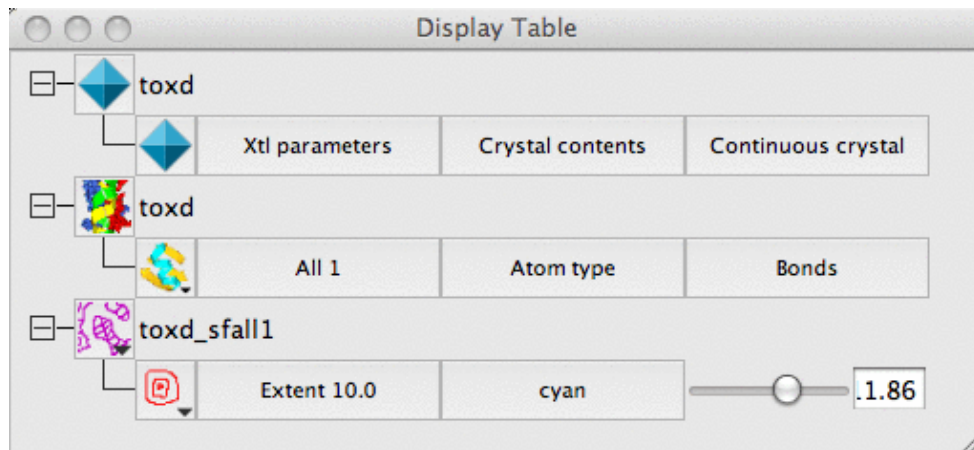 Display Table
toxd
Xtl parameters Crystal contents Continuous crystal
toxd
All 1 Atom type Bonds
toxd_sfall1
Extent 10.0 cyan .1.86